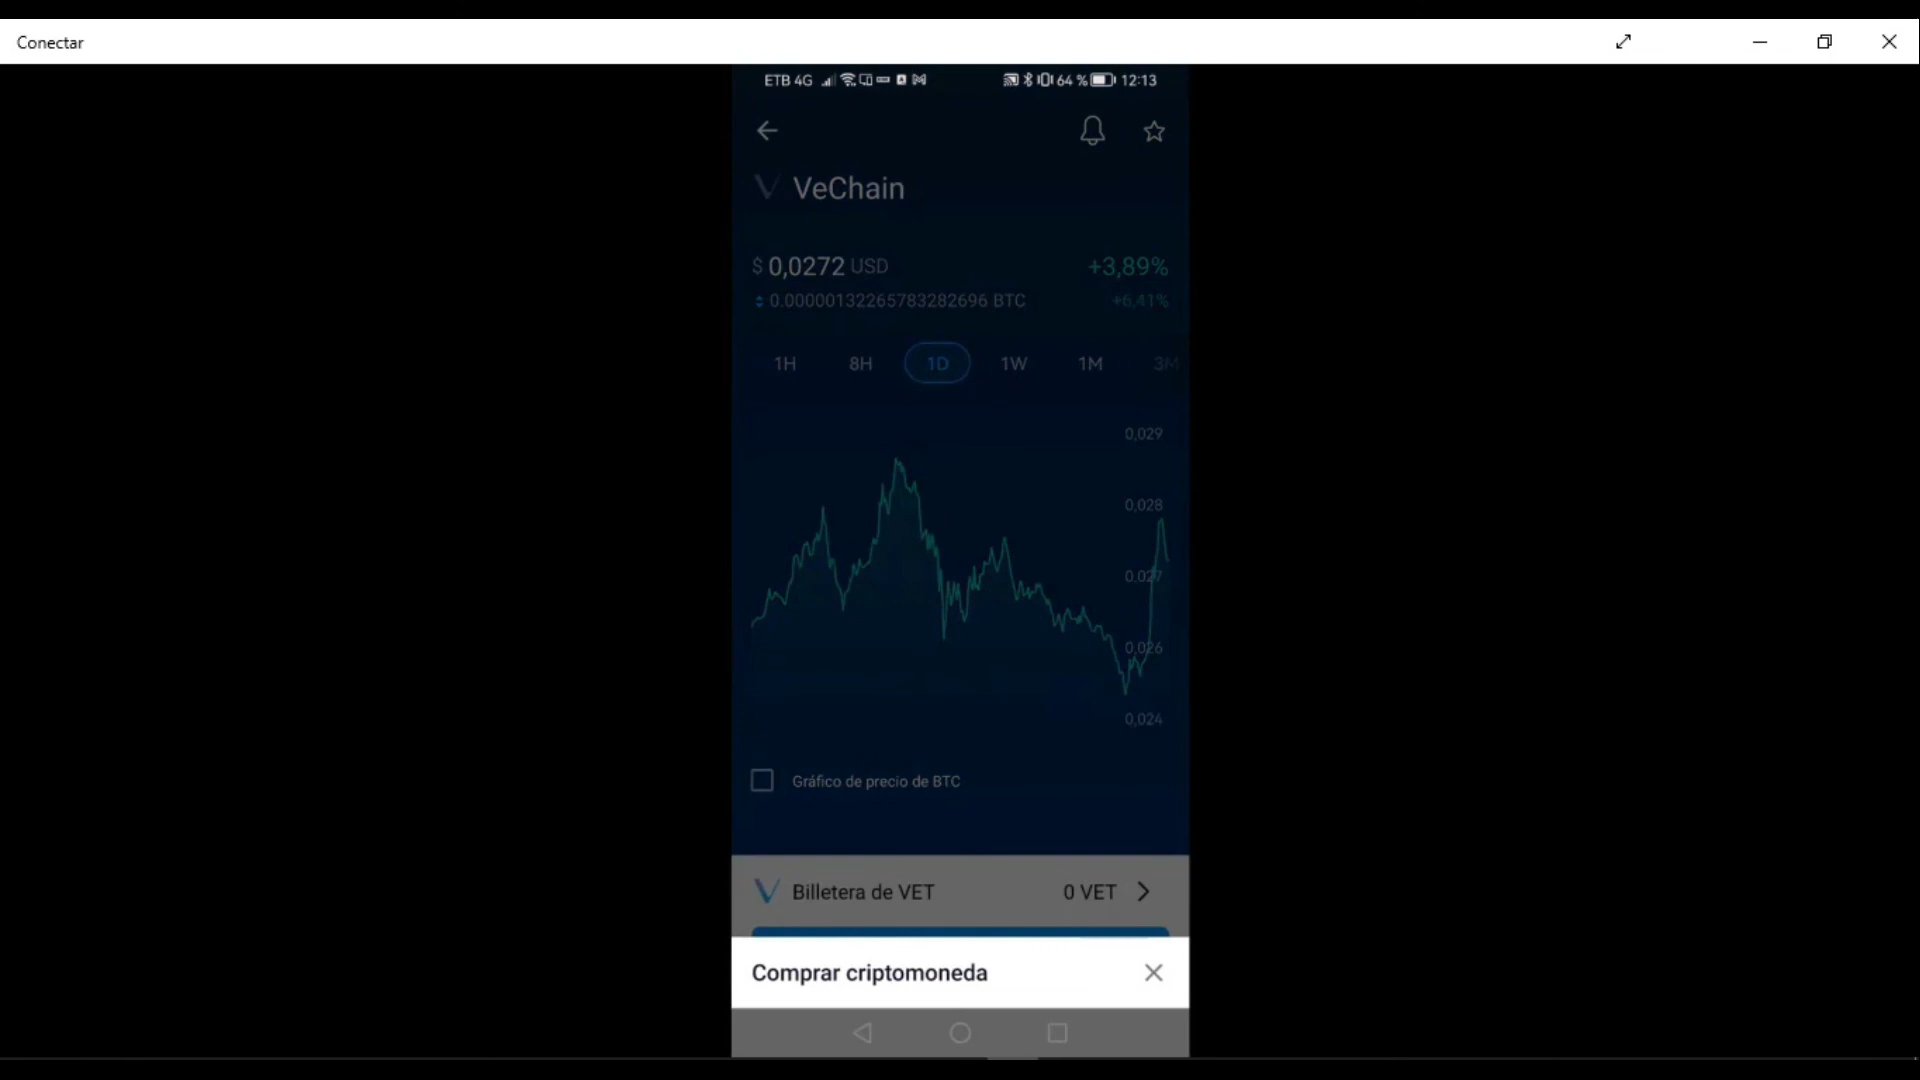 Conectar
ETB 4G 64 % 12:13
VeChain
$ 0,0272 USD +3,89%
0.00000132265783282696 BTC +6,41%
1H 8H 1D 1W 1M 3M
0,029
0,028
0,027
0,026
0,024
Gráfico de precio de BTC
Billetera de VET 0 VET
Comprar criptomoneda